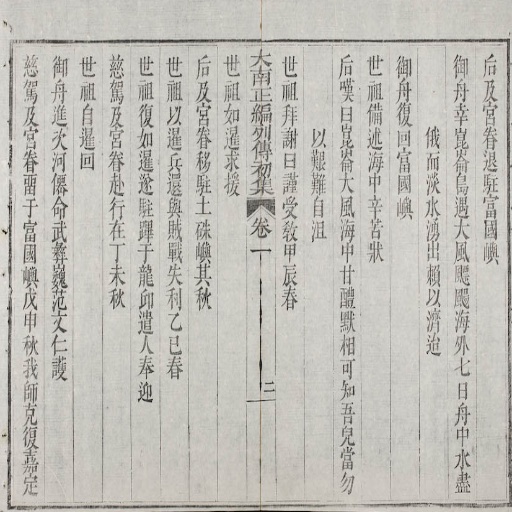 后及宮眷退駐富國嶼
御舟幸崑崙島遇大風飃颺海外七日舟中水盡
俄而淡水湧出賴以濟迨
御舟復回富國嶼
世祖備述海中辛苦狀
后嘆曰崑崙大風海中甘醴默相可知吾兒當勿
以艱難自沮
世祖拜謝曰謹受敎甲辰春
大南正編列傳初集 卷一 二
世祖如暹求援
后及宮眷移駐土硃嶼其秋
世祖以暹兵還與賊戰失利乙巳春
世祖復如暹遂駐蹕于龍邱遣人奉迎
慈駕及宮眷赴行在丁未秋
世祖自暹回
御舟進次河僊命武彝巍范文仁護
慈駕及宮眷留于富國嶼戊申秋我師克復嘉定